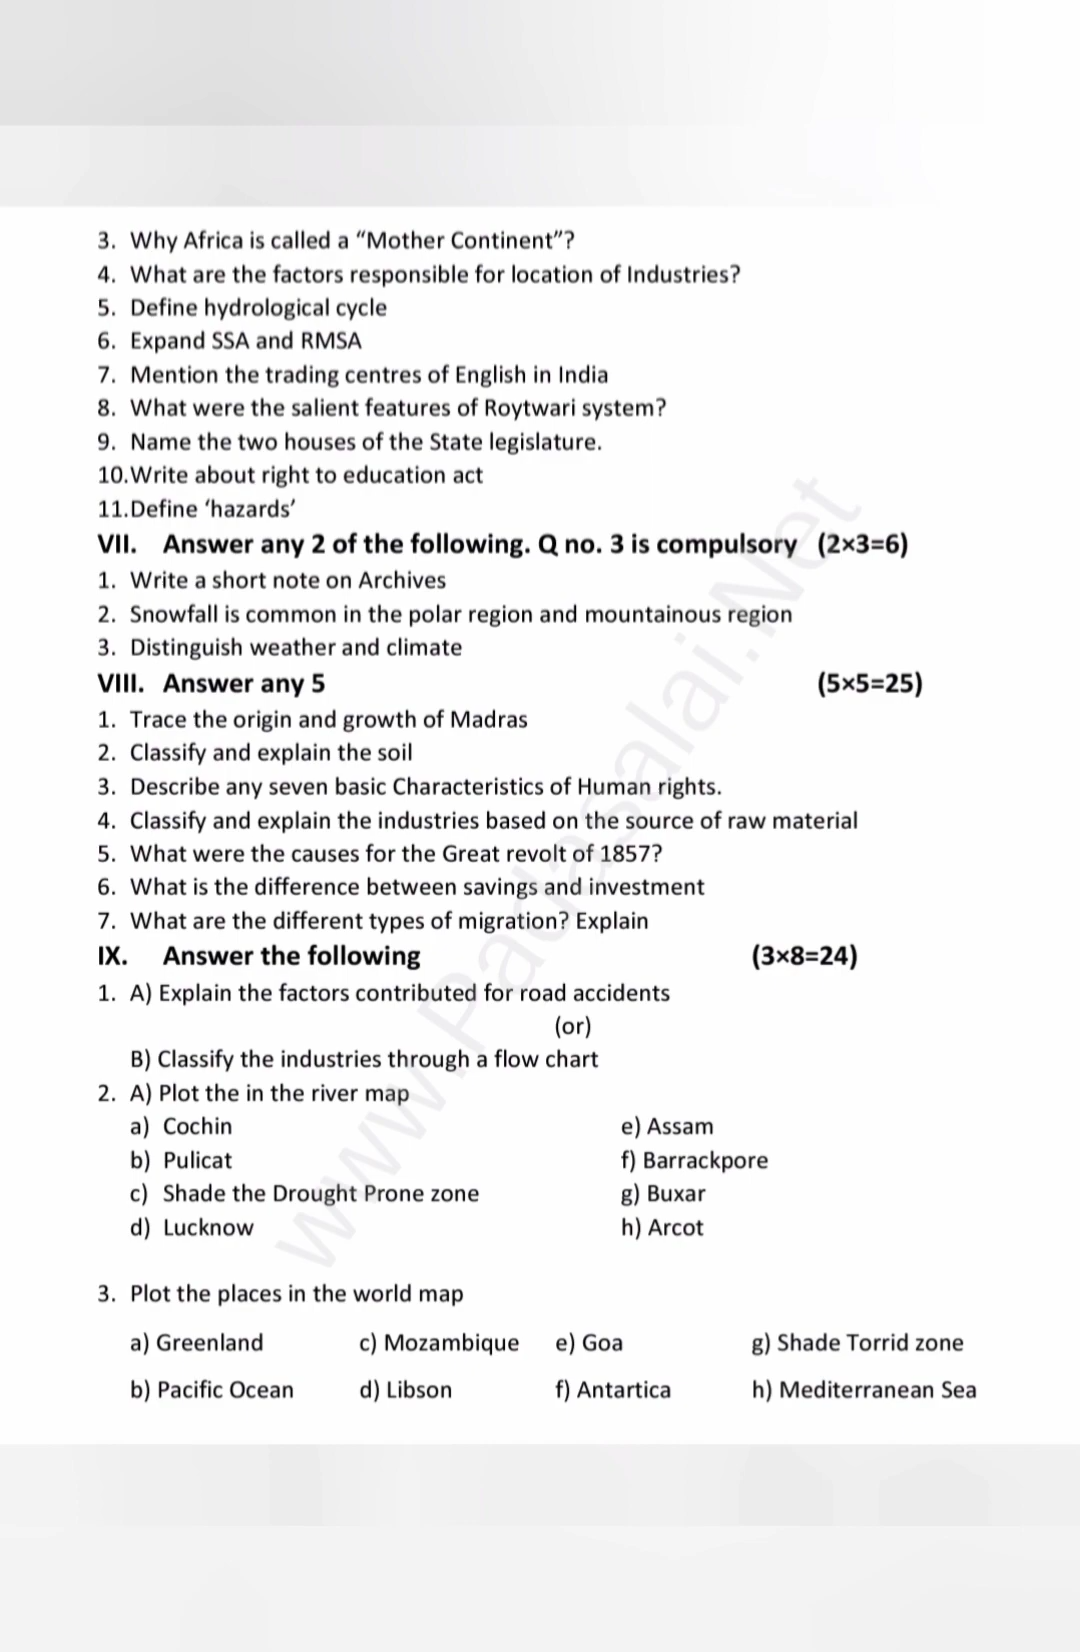 3. Why Africa is called a “Mother Continent”?
4. What are the factors responsible for location of Industries?
5. Define hydrological cycle
6. Expand SSA and RMSA
7. Mention the trading centres of English in India
8. What were the salient features of Roytwari system?
9. Name the two houses of the State legislature.
10.Write about right to education act
11.Define ‘hazards’
VII. Answer any 2 of the following. Q no. 3 is compulsory (2×3=6)
1. Write a short note on Archives
2. Snowfall is common in the polar region and mountainous region
3. Distinguish weather and climate
VIII. Answer any 5 (5×5=25)
1. Trace the origin and growth of Madras
2. Classify and explain the soil
3. Describe any seven basic Characteristics of Human rights.
4. Classify and explain the industries based on the source of raw material
5. What were the causes for the Great revolt of 1857?
6. What is the difference between savings and investment
7. What are the different types of migration? Explain
IX. Answer the following (3×8=24)
1. A) Explain the factors contributed for road accidents
(or)
B) Classify the industries through a flow chart
2. A) Plot the in the river map
a) Cochin e) Assam
b) Pulicat f) Barrackpore
c) Shade the Drought Prone zone g) Buxar
d) Lucknow h) Arcot
3. Plot the places in the world map
a) Greenland c) Mozambique e) Goa g) Shade Torrid zone
b) Pacific Ocean d) Libson f) Antartica h) Mediterranean Sea
www.Padasalai.Net